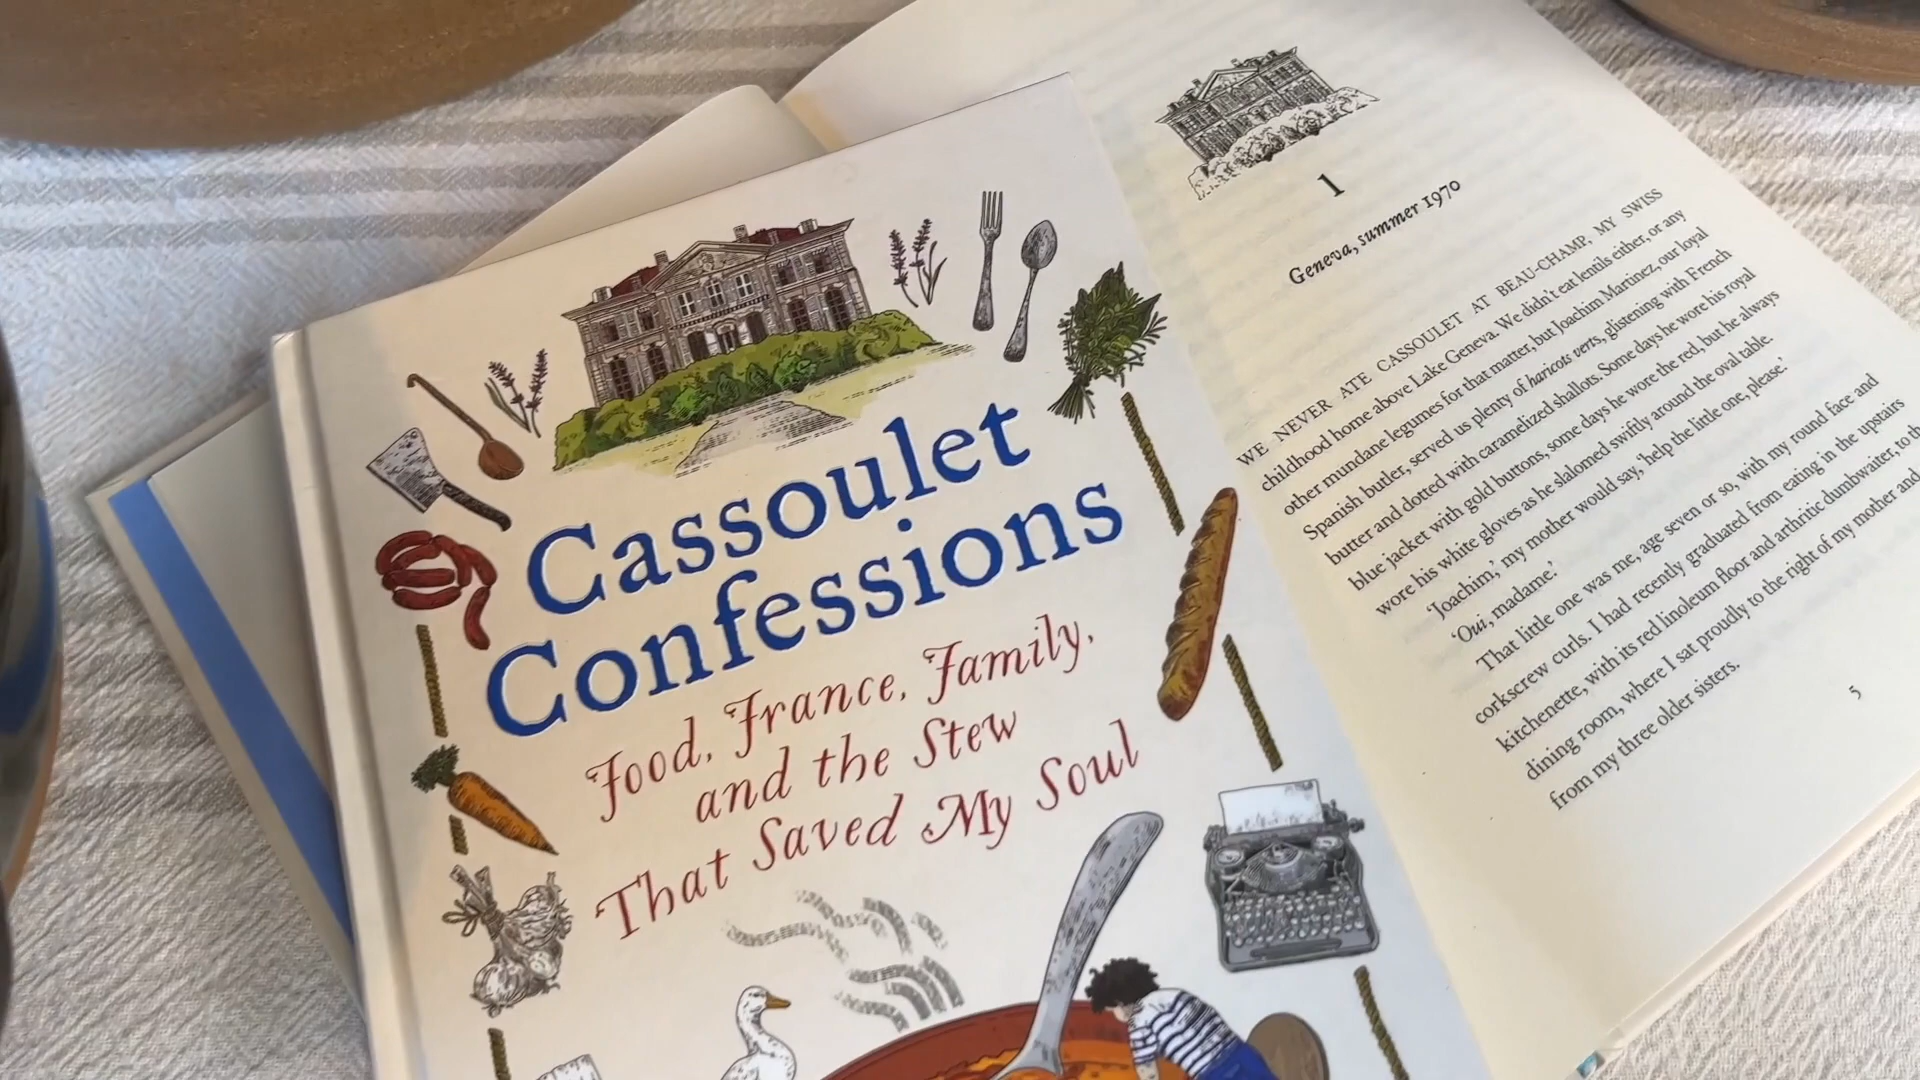 Cassoulet
Confessions
Food, France, Family,
and the Stew
That Saved My Soul
1
Geneva, summer 1970
WE NEVER ATE CASSOULET AT BEAU-CHAMP, MY SWISS
childhood home above Lake Geneva. We didn't eat lentils either, or any
other mundane legumes for that matter, but Joachim Martinez, our loyal
Spanish butler, served us plenty of haricots verts, glistening with French
butter and dotted with caramelized shallots. Some days he wore his royal
blue jacket with gold buttons, some days he wore the red, but he always
wore his white gloves as he slalomed swiftly around the oval table.
'Joachim,' my mother would say, 'help the little one, please.'
'Oui, madame.'
That little one was me, age seven or so, with my round face and
corkscrew curls. I had recently graduated from eating in the upstairs
kitchenette, with its red linoleum floor and arthritic dumbwaiter, to the
dining room, where I sat proudly to the right of my mother and
from my three older sisters.
5